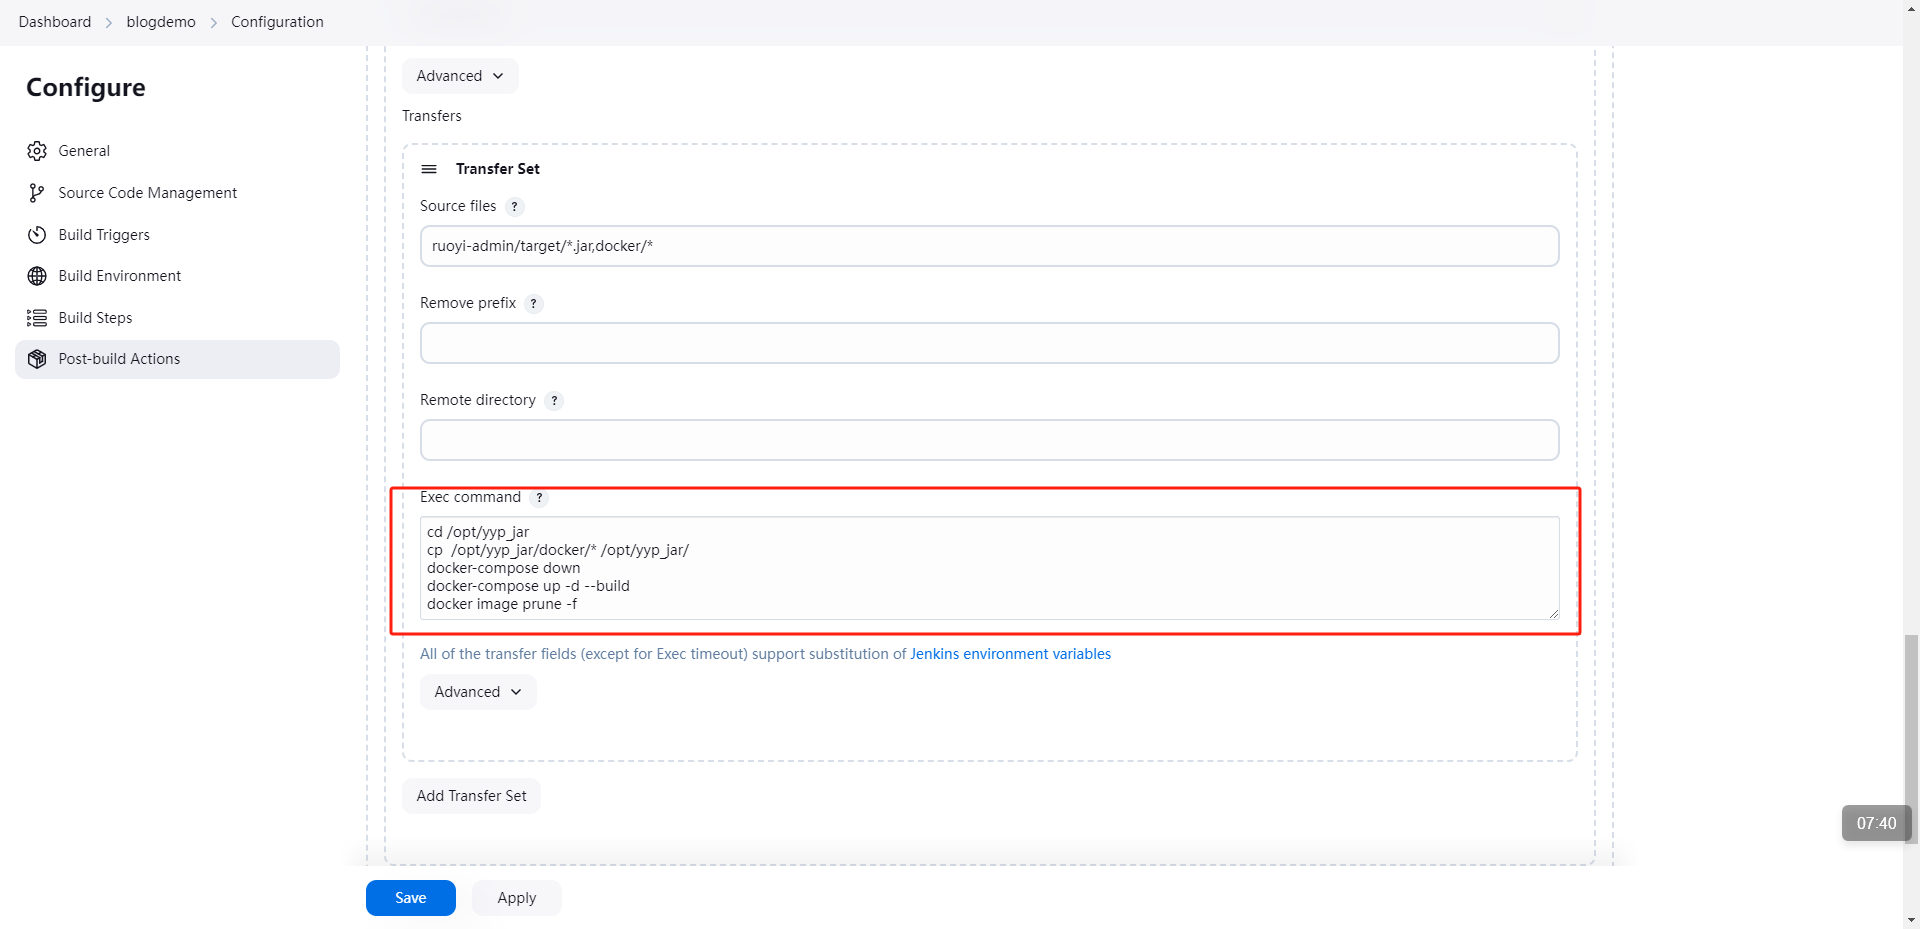 Dashboard > blogdemo > Configuration
Configure
General
Source Code Management
Build Triggers
Build Environment
Build Steps
Post-build Actions
Advanced
Transfers
Transfer Set
Source files ?
ruoyi-admin/target/*.jar,docker/*
Remove prefix ?
Remote directory ?
Exec command ?
cd /opt/yyp_jar
cp  /opt/yyp_jar/docker/* /opt/yyp_jar/
docker-compose down
docker-compose up -d --build
docker image prune -f
All of the transfer fields (except for Exec timeout) support substitution of Jenkins environment variables
Advanced
Add Transfer Set
07:40
Save Apply